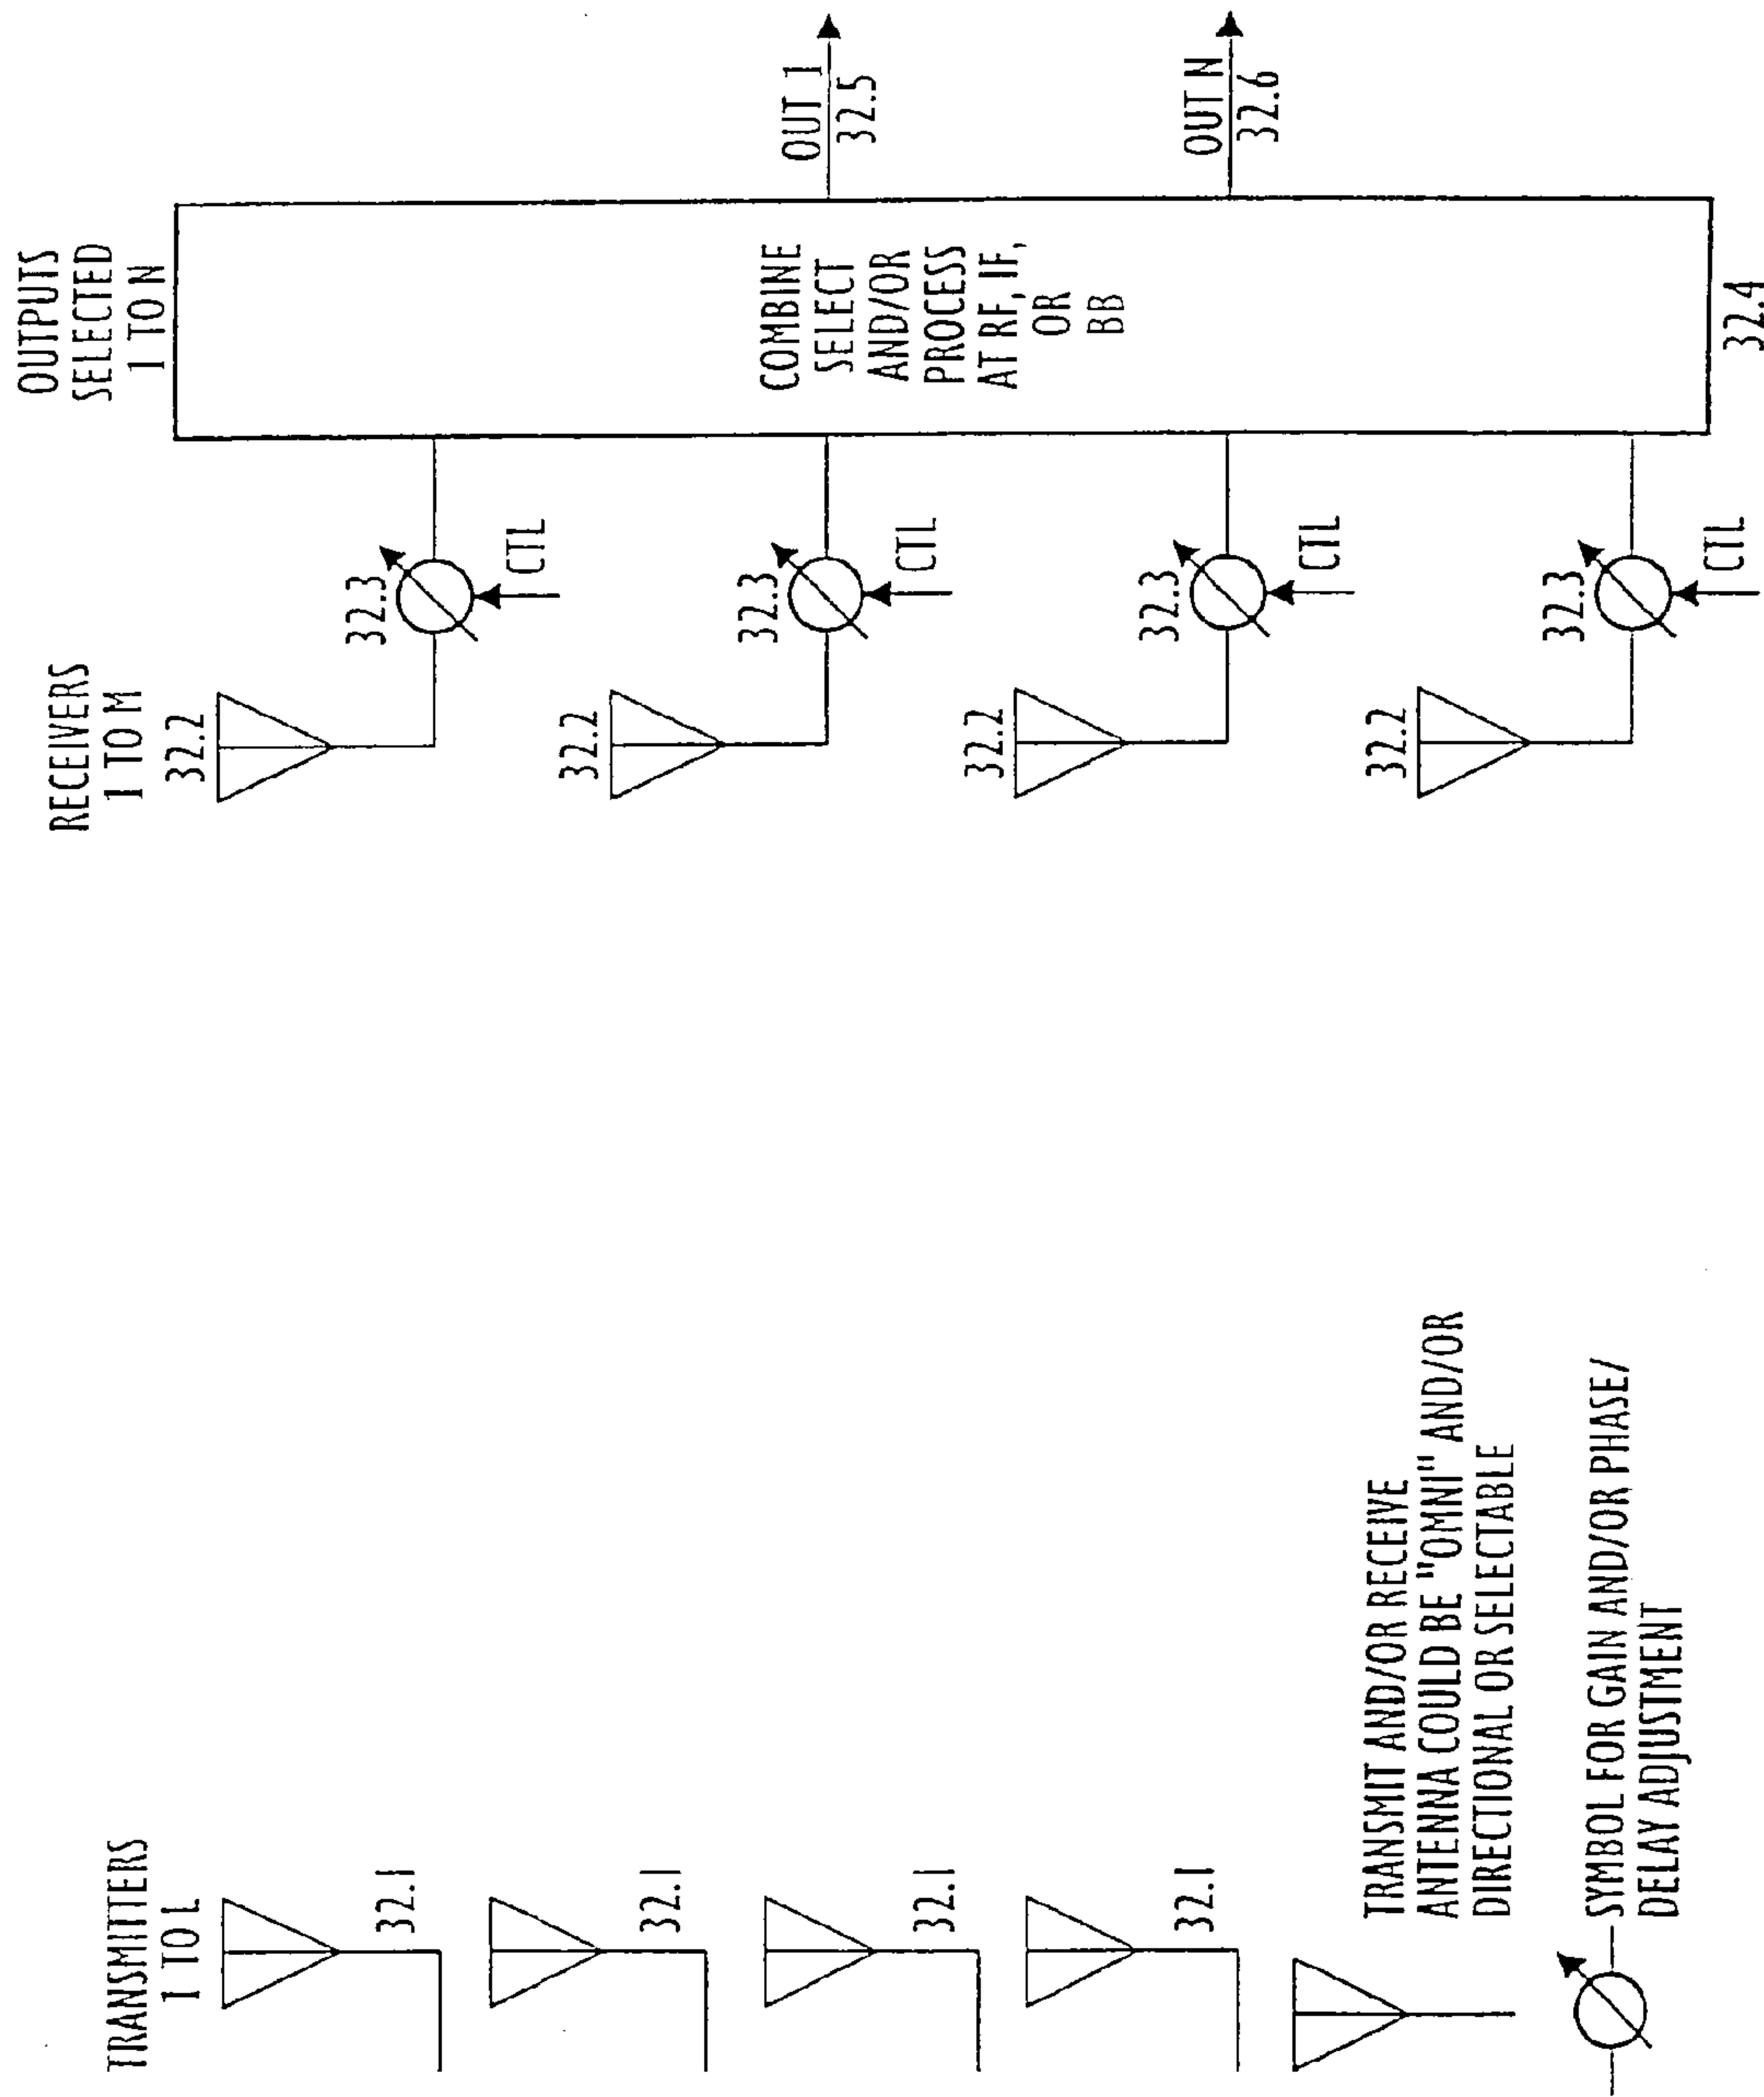 TRANSMITTERS
1 TO L
32.1
32.1
32.1
32.1
TRANSMIT AND/OR RECEIVE
ANTENNA COULD BE "OMNI" AND/OR
DIRECTIONAL OR SELECTABLE
SYMBOL FOR GAIN AND/OR PHASE/
DELAY ADJUSTMENT
RECEIVERS
1 TO M
32.2
32.3
CTL
32.2
32.3
CTL
32.2
32.3
CTL
32.2
32.3
CTL
OUTPUTS
SELECTED
1 TO N
COMBINE
SELECT
AND/OR
PROCESS
AT RF, IF,
OR
BB
32.4
OUT 1
32.5
OUT N
32.6